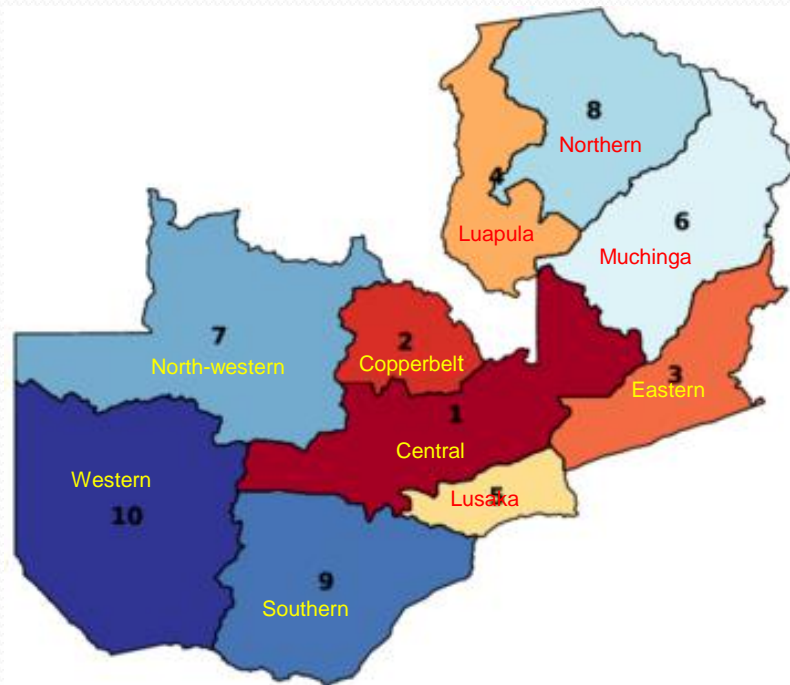 8
Northern
4
Luapula
6
Muchinga
7
North-western
2
Copperbelt
3
Eastern
1
Central
Western
10
5
Lusaka
9
Southern